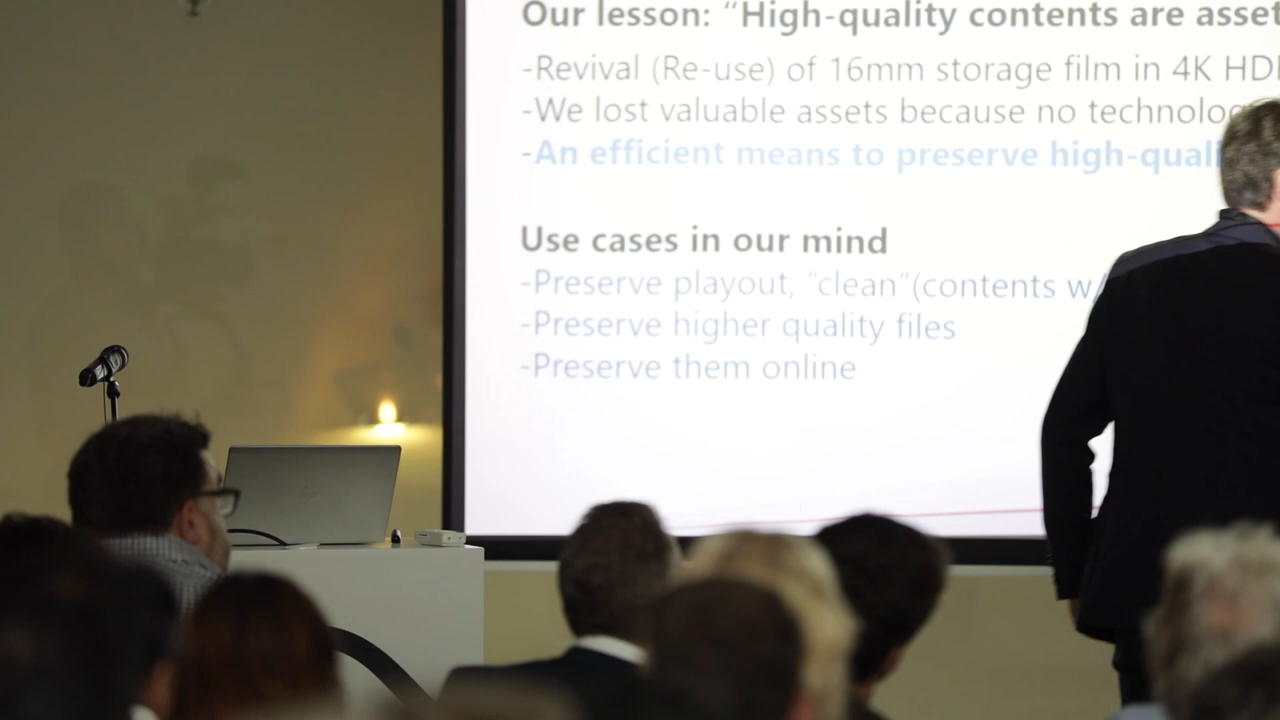 Our lesson: “High-quality contents are asset
-Revival (Re-use) of 16mm storage film in 4K HD
-We lost valuable assets because no technolo
-An efficient means to preserve high-quali
Use cases in our mind
-Preserve playout, “clean”(contents w/
-Preserve higher quality files
-Preserve them online